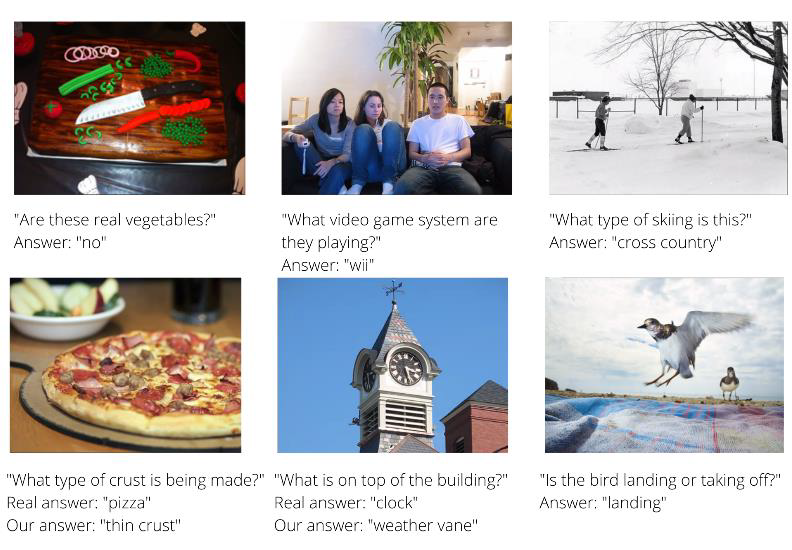 "Are these real vegetables?"
Answer: "no"
"What video game system are
they playing?"
Answer: "wii"
"What type of skiing is this?"
Answer: "cross country"
"What type of crust is being made?"
Real answer: "pizza"
Our answer: "thin crust"
"What is on top of the building?"
Real answer: "clock"
Our answer: "weather vane"
"Is the bird landing or taking off?"
Answer: "landing"